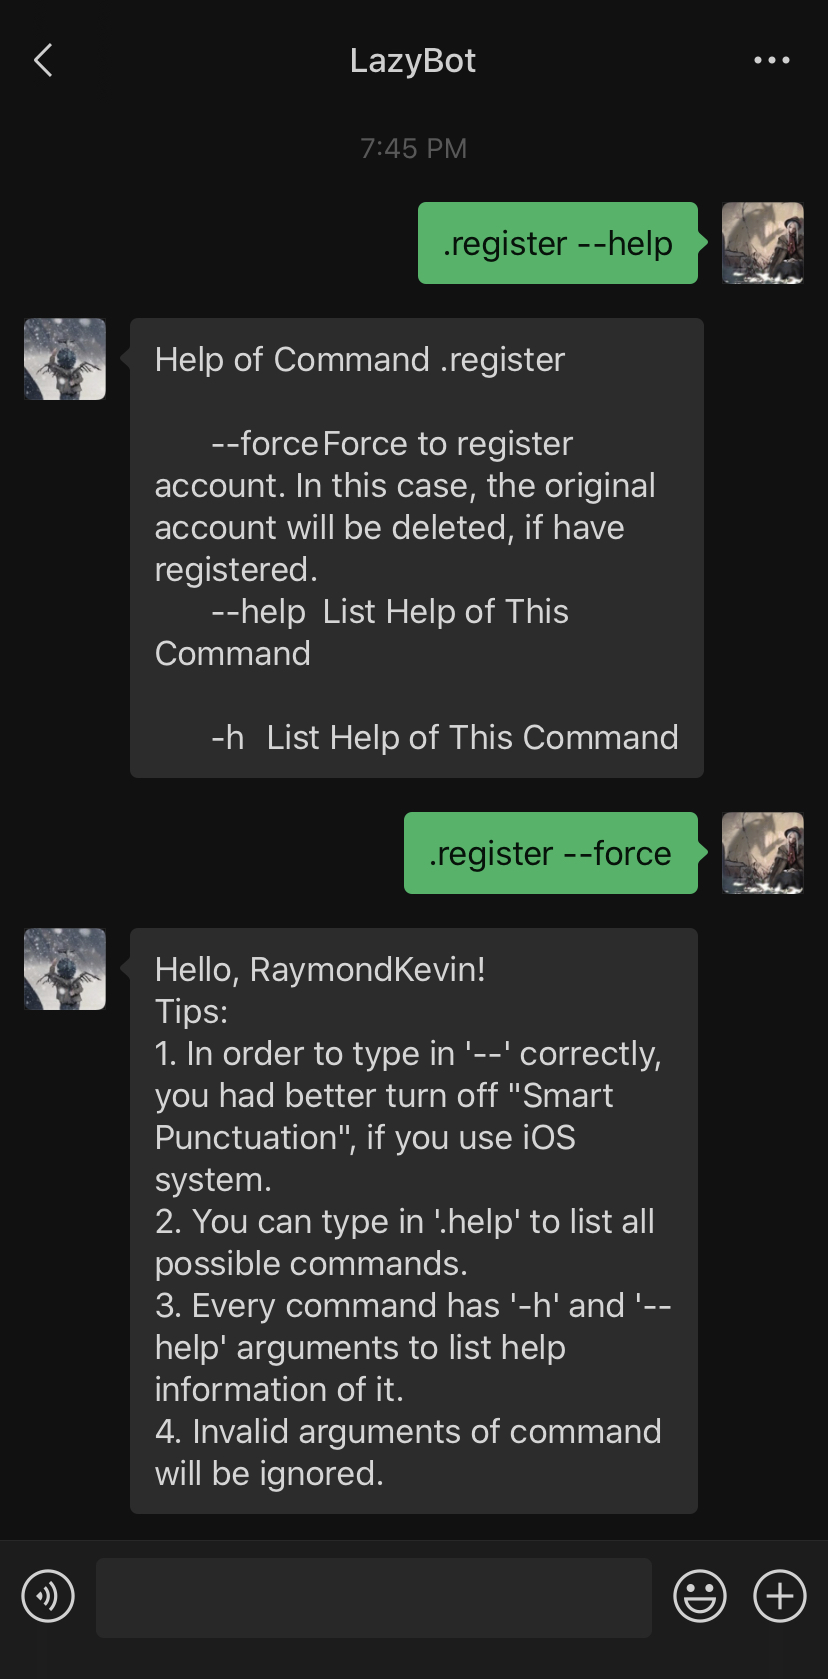 LazyBot
7:45 PM
.register --help
Help of Command .register
--force Force to register
account. In this case, the original
account will be deleted, if have
registered.
--help  List Help of This
Command
-h  List Help of This Command
.register --force
Hello, RaymondKevin!
Tips:
1. In order to type in '--' correctly,
you had better turn off "Smart
Punctuation", if you use iOS
system.
2. You can type in '.help' to list all
possible commands.
3. Every command has '-h' and '--
help' arguments to list help
information of it.
4. Invalid arguments of command
will be ignored.